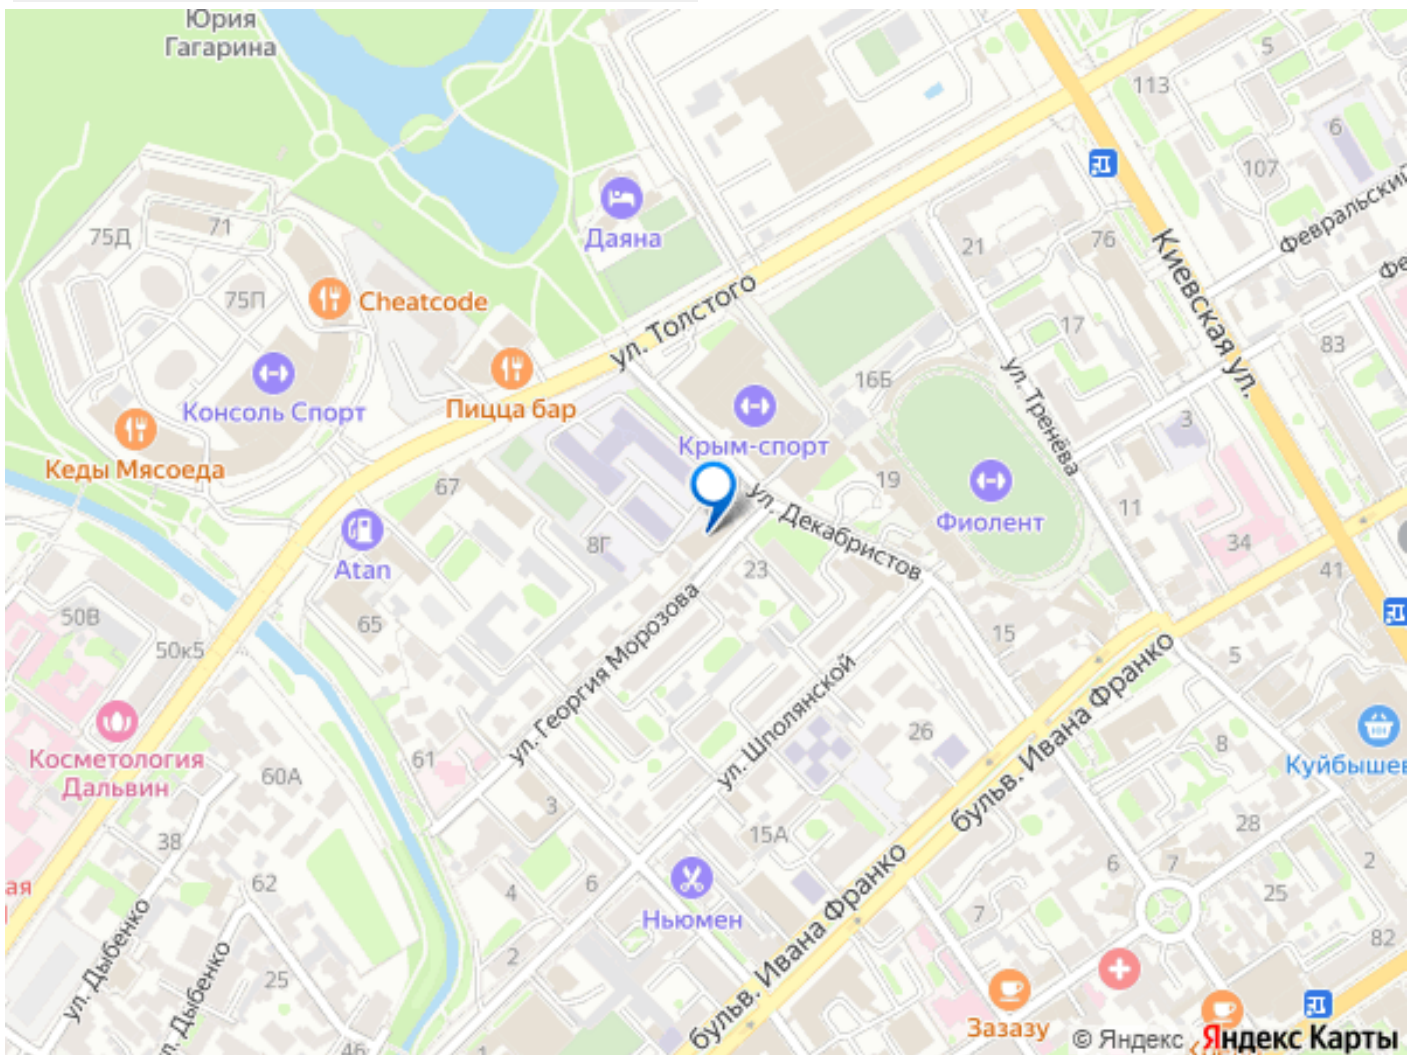 Юрия
Гагарина
5
113
6
107
Февральский
75Д
71
Даяна
21
76
Киевская ул.
75П
Cheatcode
ул. Толстого
17
83
16Б
ул. Тренёва
3
Консоль Спорт
Пицца бар
Крым-спорт
Кеды Мясоеда
67
19
Фиолент
11
ул. Декабристов
34
8Г
Atan
23
41
50В
65
50к5
15
5
ул. Георгия Морозова
ул. Шполянской
бульв. Ивана Франко
26
8
61
Косметология
Дальвин
60А
Куйбышев
3
15А
28
38
6
7
2
ая
62
4
6
25
Ньюмен
7
82
ул. Дыбенко
2
25
ул. Дыбенко
бульв. Ивана Франко
Зазазу
46
© Яндекс Яндекс Карты